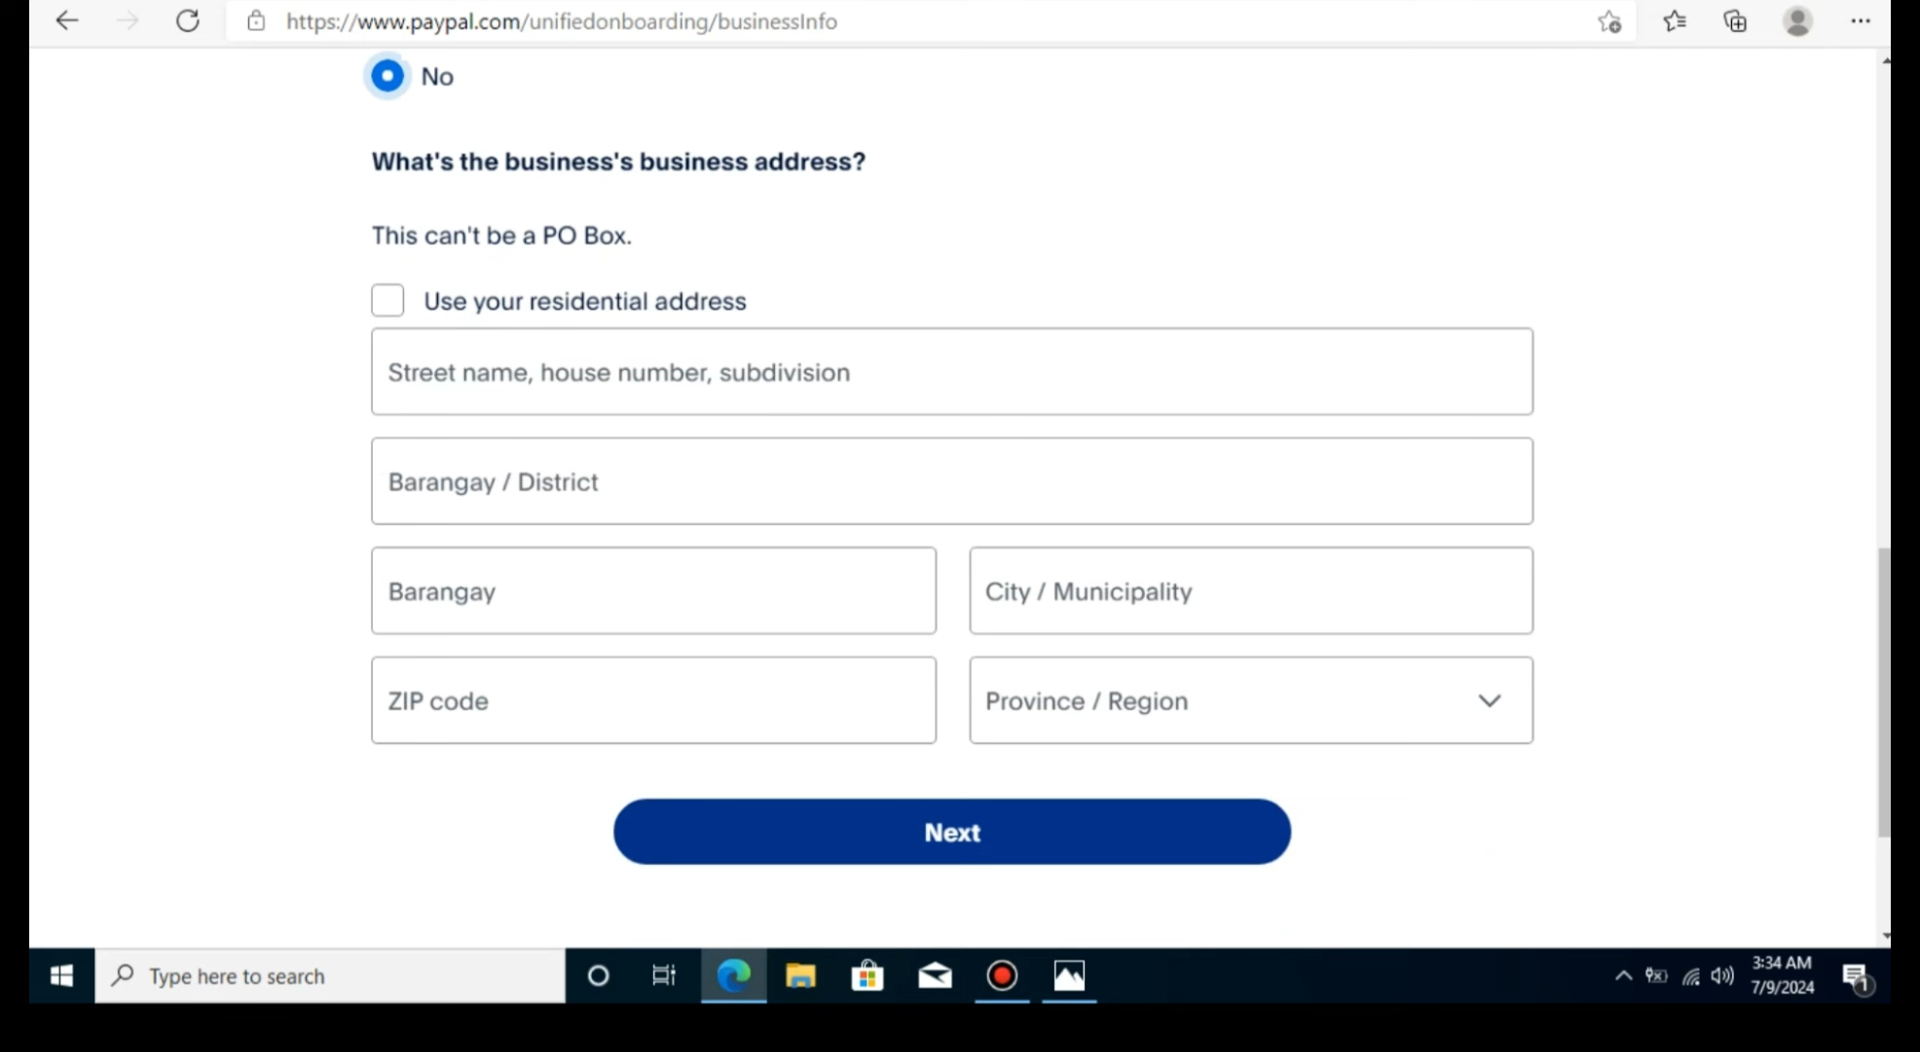 https://www.paypal.com/unifiedonboarding/businessInfo
No
What's the business's business address?
This can't be a PO Box.
Use your residential address
Street name, house number, subdivision
Barangay / District
Barangay
City / Municipality
ZIP code
Province / Region
Next
Type here to search
3:34 AM
7/9/2024
1